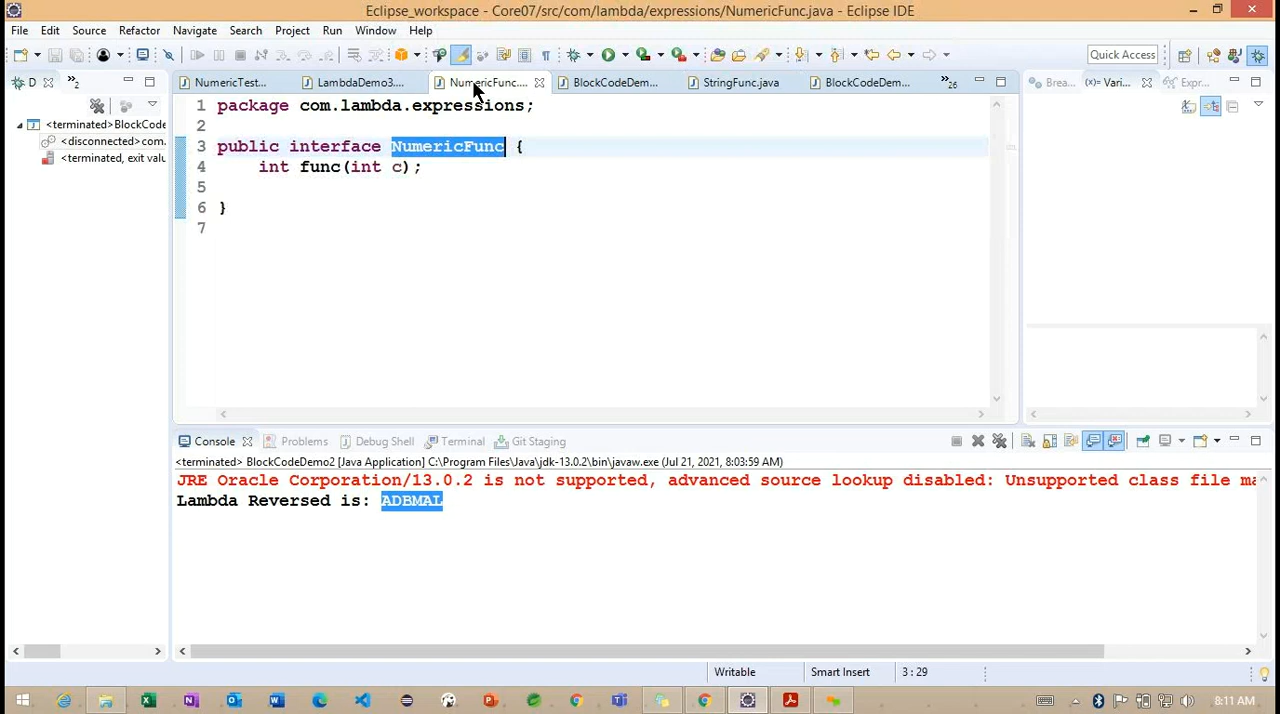 Eclipse_workspace - Core07/src/com/lambda/expressions/NumericFunc.java - Eclipse IDE
File Edit Source Refactor Navigate Search Project Run Window Help
Quick Access
D
2
NumericTest...
LambdaDemo3....
NumericFunc....
BlockCodeDem...
StringFunc.java
BlockCodeDem...
26
Brea...
(x)= Vari...
Expr...
<terminated>BlockCode
<disconnected>com.
<terminated, exit valu
1 package com.lambda.expressions;
2
3 public interface NumericFunc {
4 int func(int c);
5
6 }
7
Console Problems Debug Shell Terminal Git Staging
<terminated> BlockCodeDemo2 [Java Application] C:\Program Files\Java\jdk-13.0.2\bin\javaw.exe (Jul 21, 2021, 8:03:59 AM)
JRE Oracle Corporation/13.0.2 is not supported, advanced source lookup disabled: Unsupported class file ma
Lambda Reversed is: ADBMAL
Writable Smart Insert 3 : 29
8:11 AM